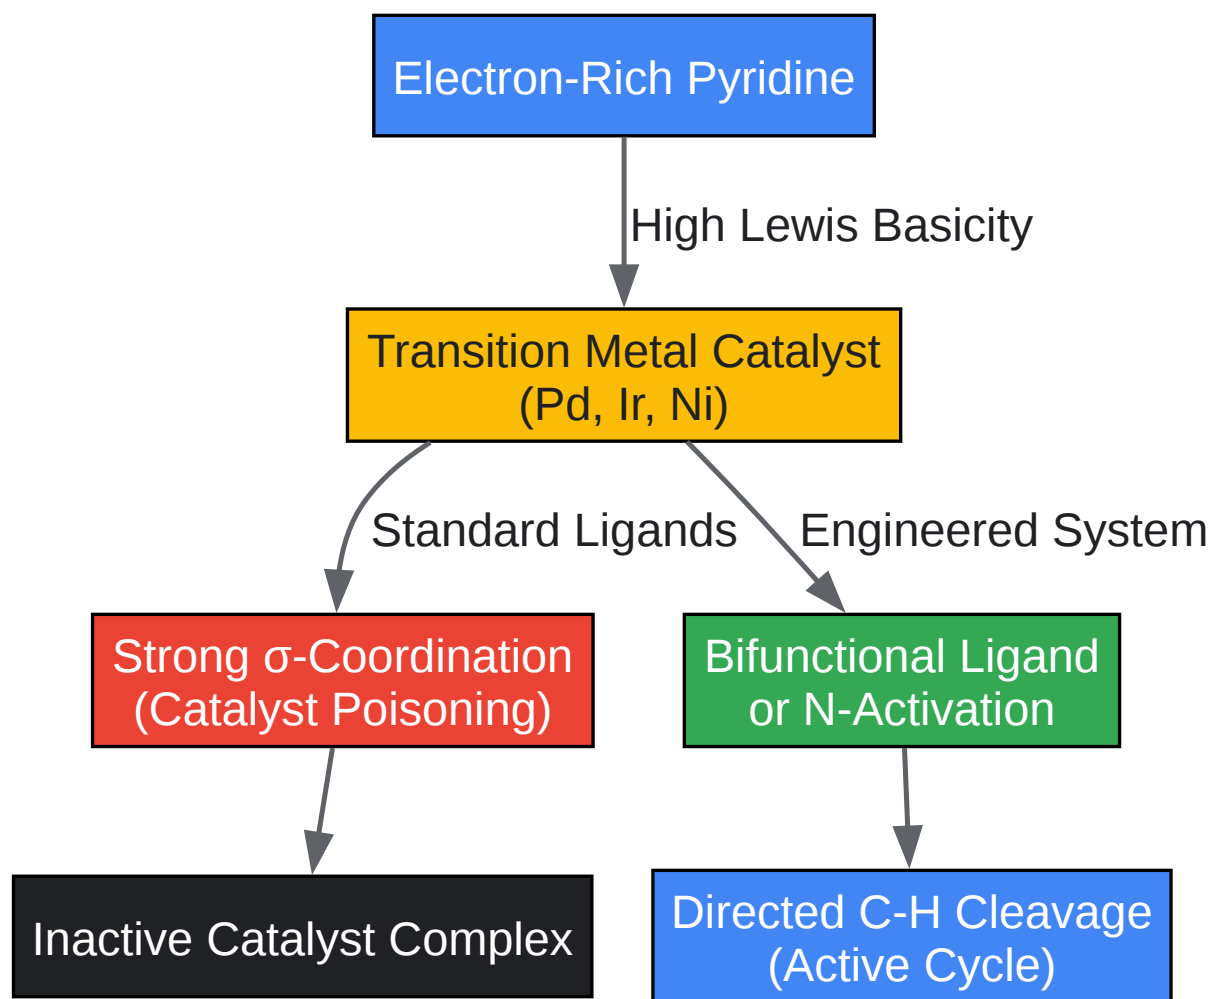 Electron-Rich Pyridine
High Lewis Basicity
Transition Metal Catalyst
(Pd, Ir, Ni)
Standard Ligands
Engineered System
Strong σ-Coordination
(Catalyst Poisoning)
Bifunctional Ligand
or N-Activation
Inactive Catalyst Complex
Directed C-H Cleavage
(Active Cycle)